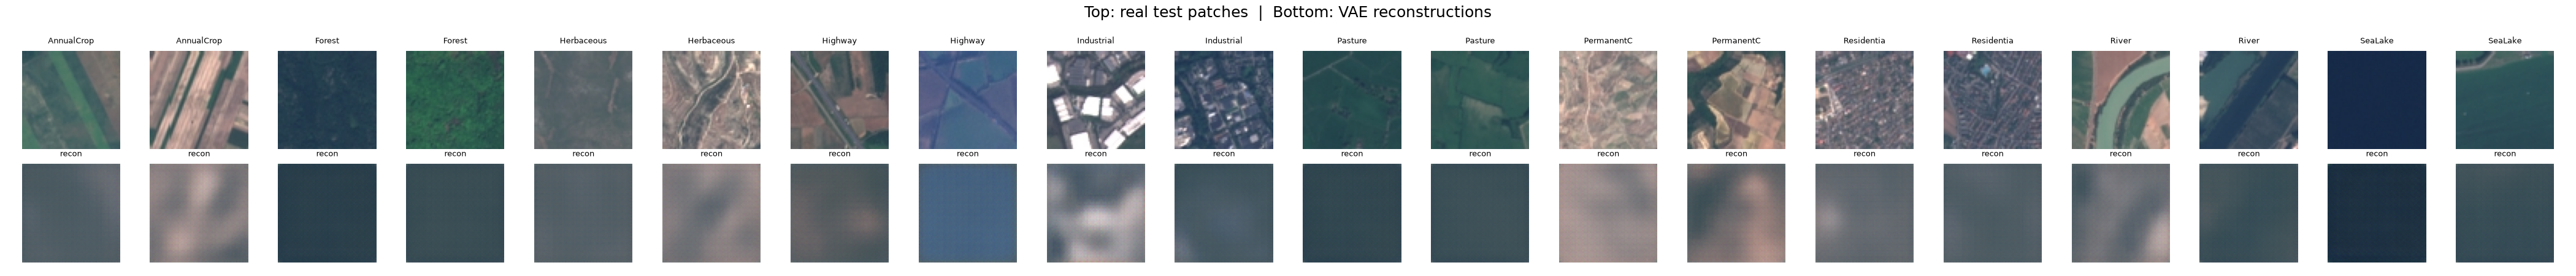 Top: real test patches | Bottom: VAE reconstructions
AnnualCrop AnnualCrop Forest Forest Herbaceous Herbaceous Highway Highway Industrial Industrial Pasture Pasture PermanentC PermanentC Residentia Residentia River River SeaLake SeaLake
recon recon recon recon recon recon recon recon recon recon recon recon recon recon recon recon recon recon recon recon